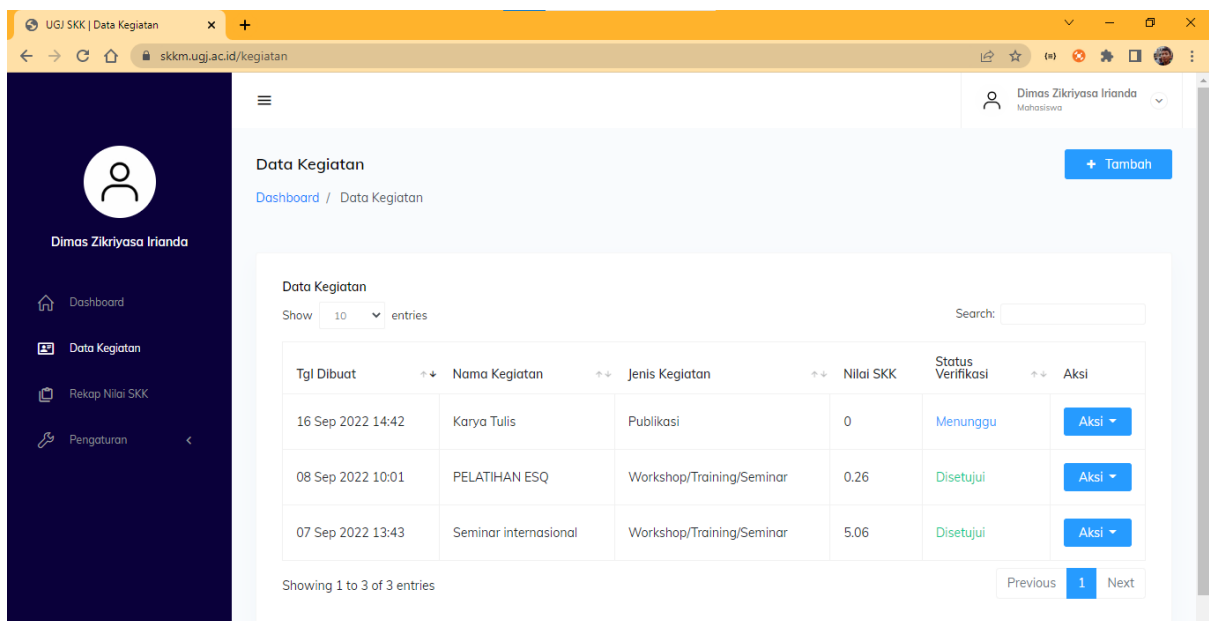 UGJ SKK | Data Kegiatan
skkm.ugj.ac.id/kegiatan
Dimas Zikriyasa Irianda
Mahasiswa
Dimas Zikriyasa Irianda
Dashboard
Data Kegiatan
Rekap Nilai SKK
Pengaturan
Data Kegiatan
+ Tambah
Dashboard / Data Kegiatan
Data Kegiatan
Show 10 entries
Search:
Tgl Dibuat Nama Kegiatan Jenis Kegiatan Nilai SKK Status Verifikasi Aksi
16 Sep 2022 14:42 Karya Tulis Publikasi 0 Menunggu Aksi
08 Sep 2022 10:01 PELATIHAN ESQ Workshop/Training/Seminar 0.26 Disetujui Aksi
07 Sep 2022 13:43 Seminar internasional Workshop/Training/Seminar 5.06 Disetujui Aksi
Showing 1 to 3 of 3 entries
Previous 1 Next